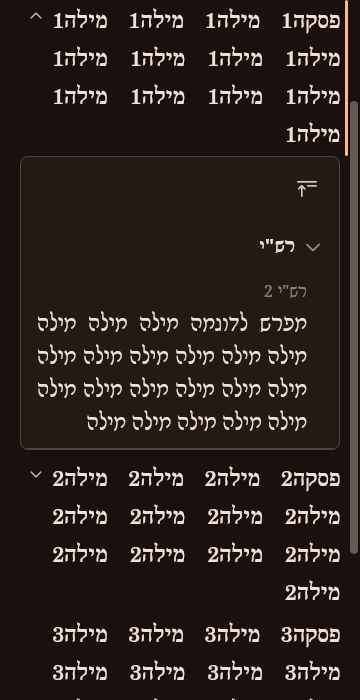 פסקה1 מילה1 מילה1 מילה1
מילה1 מילה1 מילה1 מילה1
מילה1 מילה1 מילה1 מילה1
מילה1
רש"י
רש"י 2
מפרש לדוגמה מילה מילה מילה מילה
מילה מילה מילה מילה מילה מילה
מילה מילה מילה מילה מילה מילה
מילה מילה מילה מילה מילה
פסקה2 מילה2 מילה2 מילה2
מילה2 מילה2 מילה2 מילה2
מילה2 מילה2 מילה2 מילה2
מילה2
פסקה3 מילה3 מילה3 מילה3
מילה3 מילה3 מילה3 מילה3